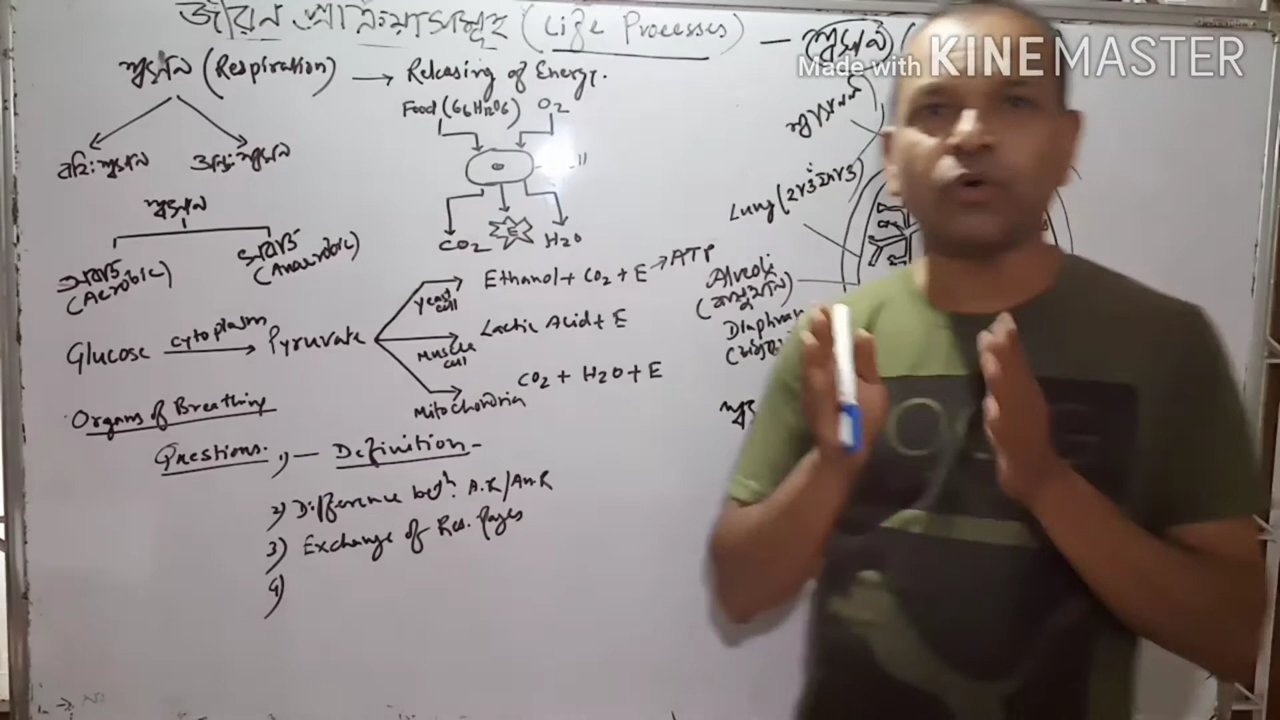 জীবন প্রক্রিয়াসমূহ (Life Processes) — (শ্বসন)
Made with KINEMASTER
শ্বসন (Respiration) → Releasing of Energy.
Food (C6H12O6) O2
বহিঃশ্বসন অন্তঃশ্বসন
CO2 E H2O
শ্বসন
(Aerobic)
(Anaerobic)
Glucose cytoplasm → Pyruvate
yeast cell Ethanol + CO2 + E → ATP
Muscle cell Lactic Acid + E
Mitochondria CO2 + H2O + E
Lung
Alveoli
Organs of Breathing
Questions. 1) — Definition —
2) Difference betn. A.R/An.R
3) Exchange of Res. gases
4)